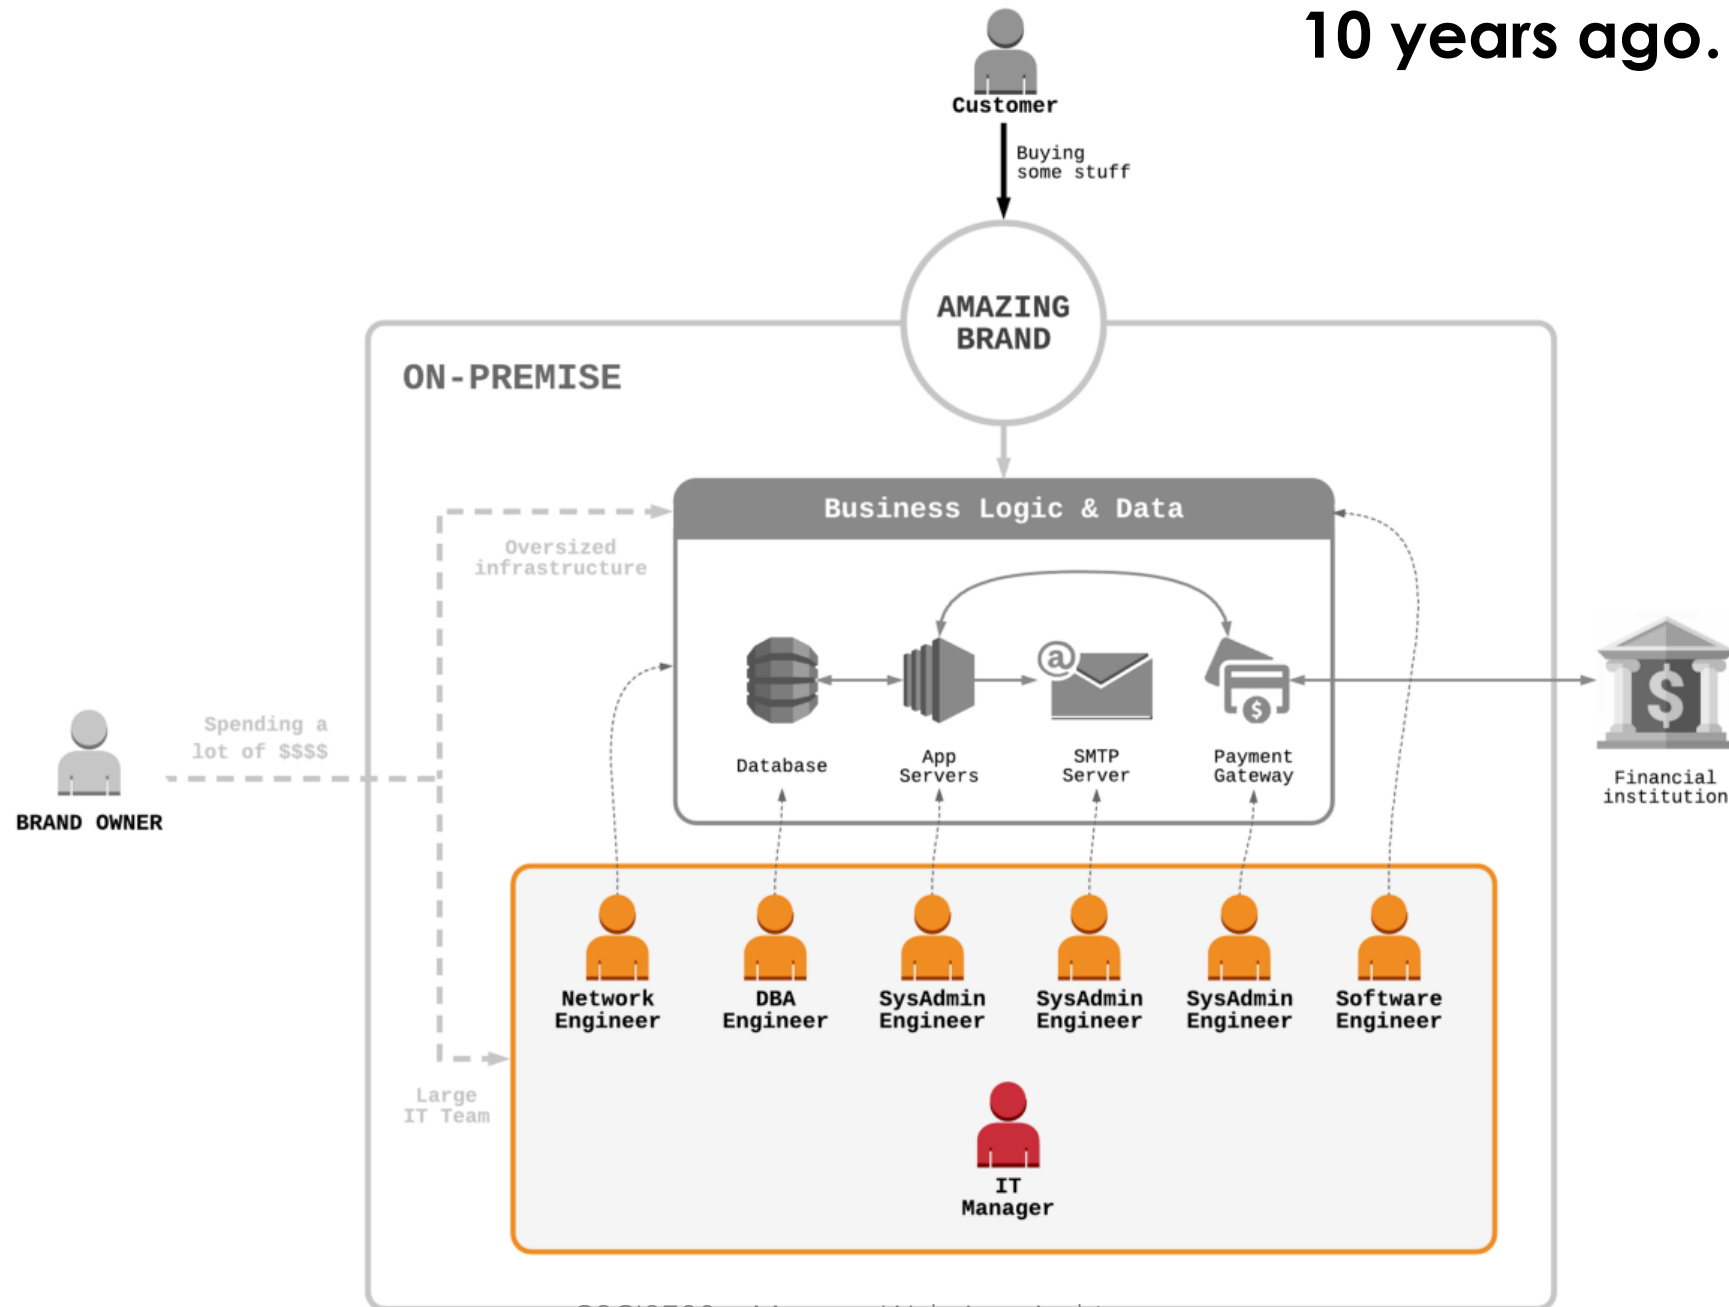 10 years ago.
Customer
Buying
some stuff
AMAZING
BRAND
ON-PREMISE
Business Logic & Data
Oversized
infrastructure
@
$
$
Database
App
Servers
SMTP
Server
Payment
Gateway
Financial
institution
Spending a
lot of $$$$
BRAND OWNER
Network
Engineer
DBA
Engineer
SysAdmin
Engineer
SysAdmin
Engineer
SysAdmin
Engineer
Software
Engineer
Large
IT Team
IT
Manager